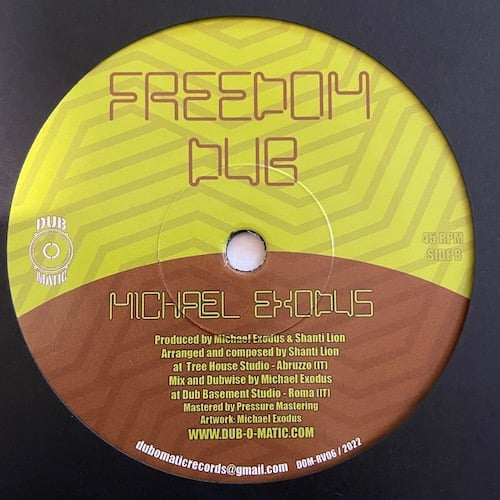 FREEDOM
DUB
DUB
MATIC
45 RPM
SIDE B
MICHAEL EXODUS
Produced by Michael Exodus & Shanti Lion
Arranged and composed by Shanti Lion
at Tree House Studio - Abruzzo (IT)
Mix and Dubwise by Michael Exodus
at Dub Basement Studio - Roma (IT)
Mastered by Pressure Mastering
Artwork: Michael Exodus
WWW.DUB-O-MATIC.COM
dubomaticrecords@gmail.com / DOM-RV06 / 2022